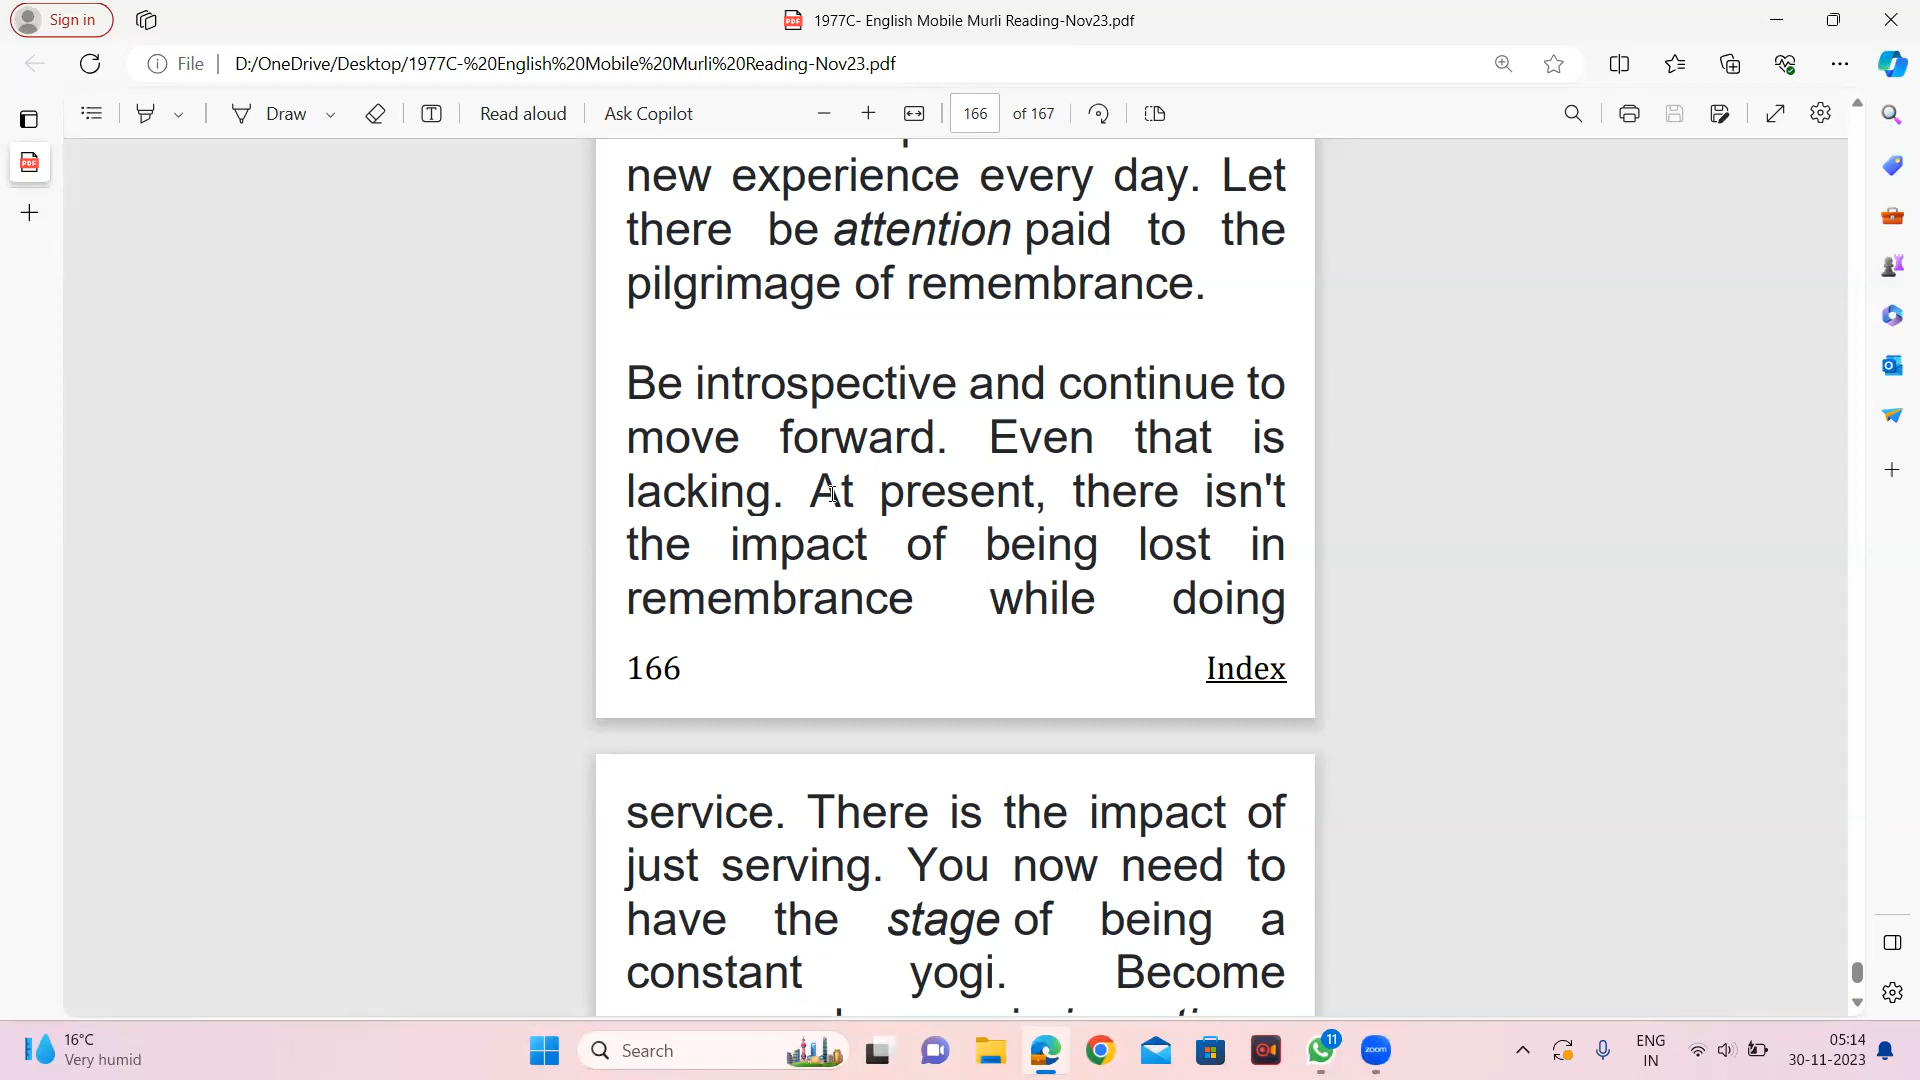 Sign in
1977C- English Mobile Murli Reading-Nov23.pdf
File
D:/OneDrive/Desktop/1977C-%20English%20Mobile%20Murli%20Reading-Nov23.pdf
Draw
Read aloud
Ask Copilot
166 of 167
new experience every day. Let
there be attention paid to the
pilgrimage of remembrance.
Be introspective and continue to
move forward. Even that is
lacking. At present, there isn't
the impact of being lost in
remembrance while doing
166 Index
service. There is the impact of
just serving. You now need to
have the stage of being a
constant yogi. Become
16°C
Very humid
Search
11
zoom
ENG
IN
05:14
30-11-2023